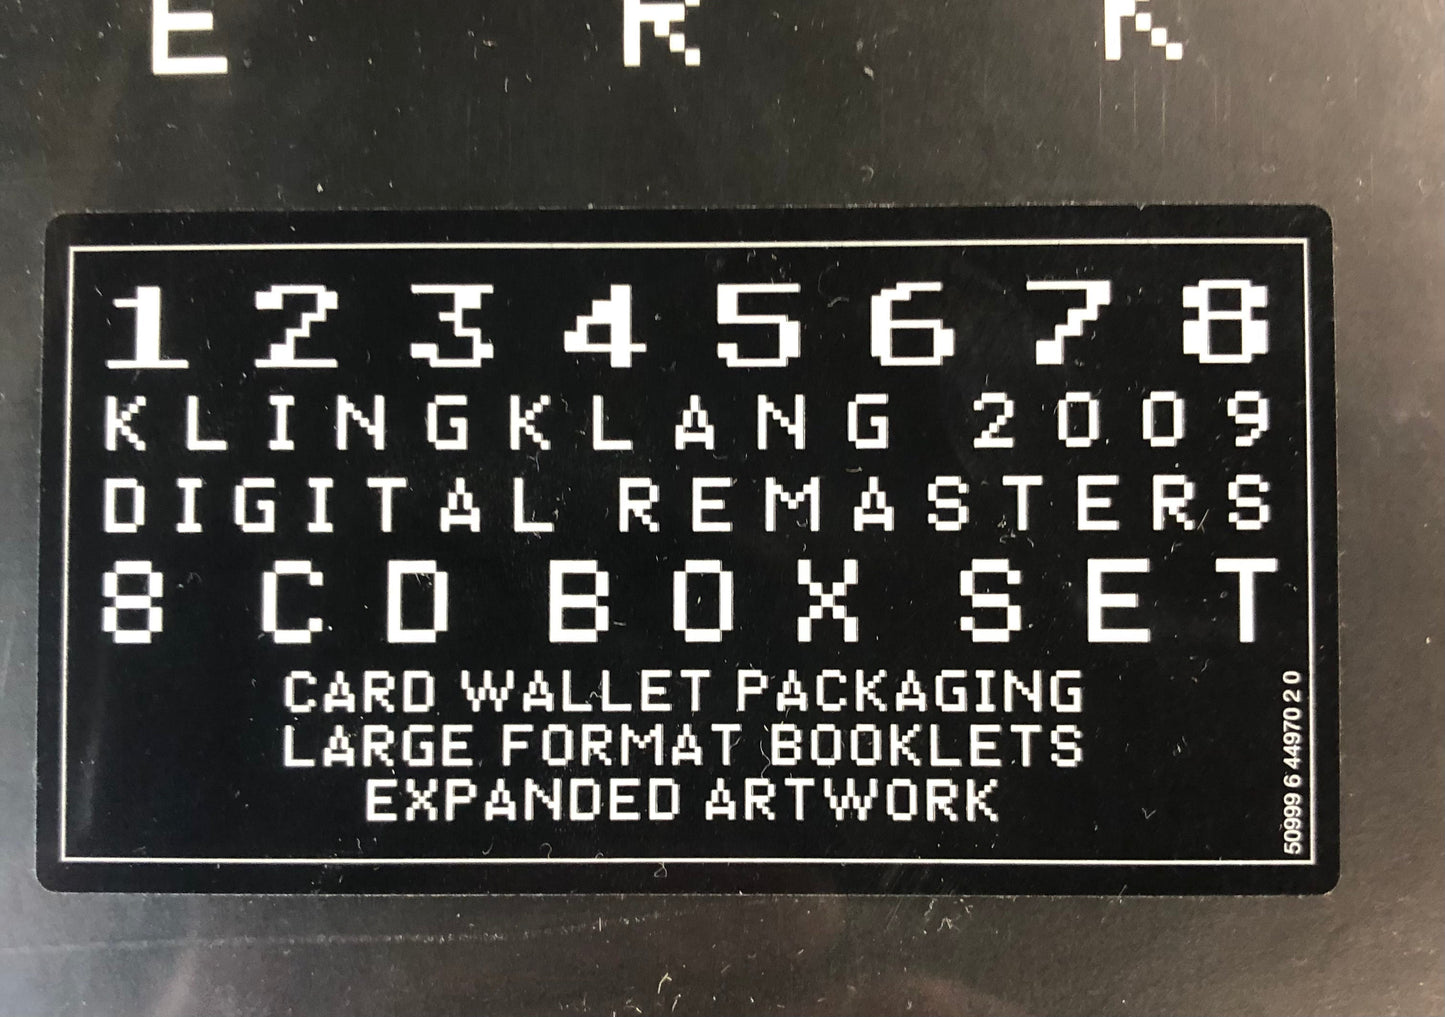 E R K
1 2 3 4 5 6 7 8
KLINGKLANG 2009
DIGITAL REMASTERS
8 CD BOX SET
CARD WALLET PACKAGING
LARGE FORMAT BOOKLETS
EXPANDED ARTWORK
50999 6 44970 2 0